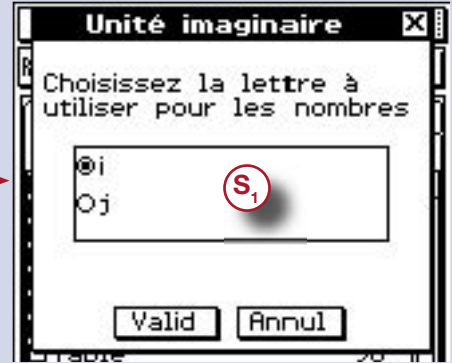 Unité imaginaire X
Choisissez la lettre à
utiliser pour les nombres
i
S1
j
Valid Annul